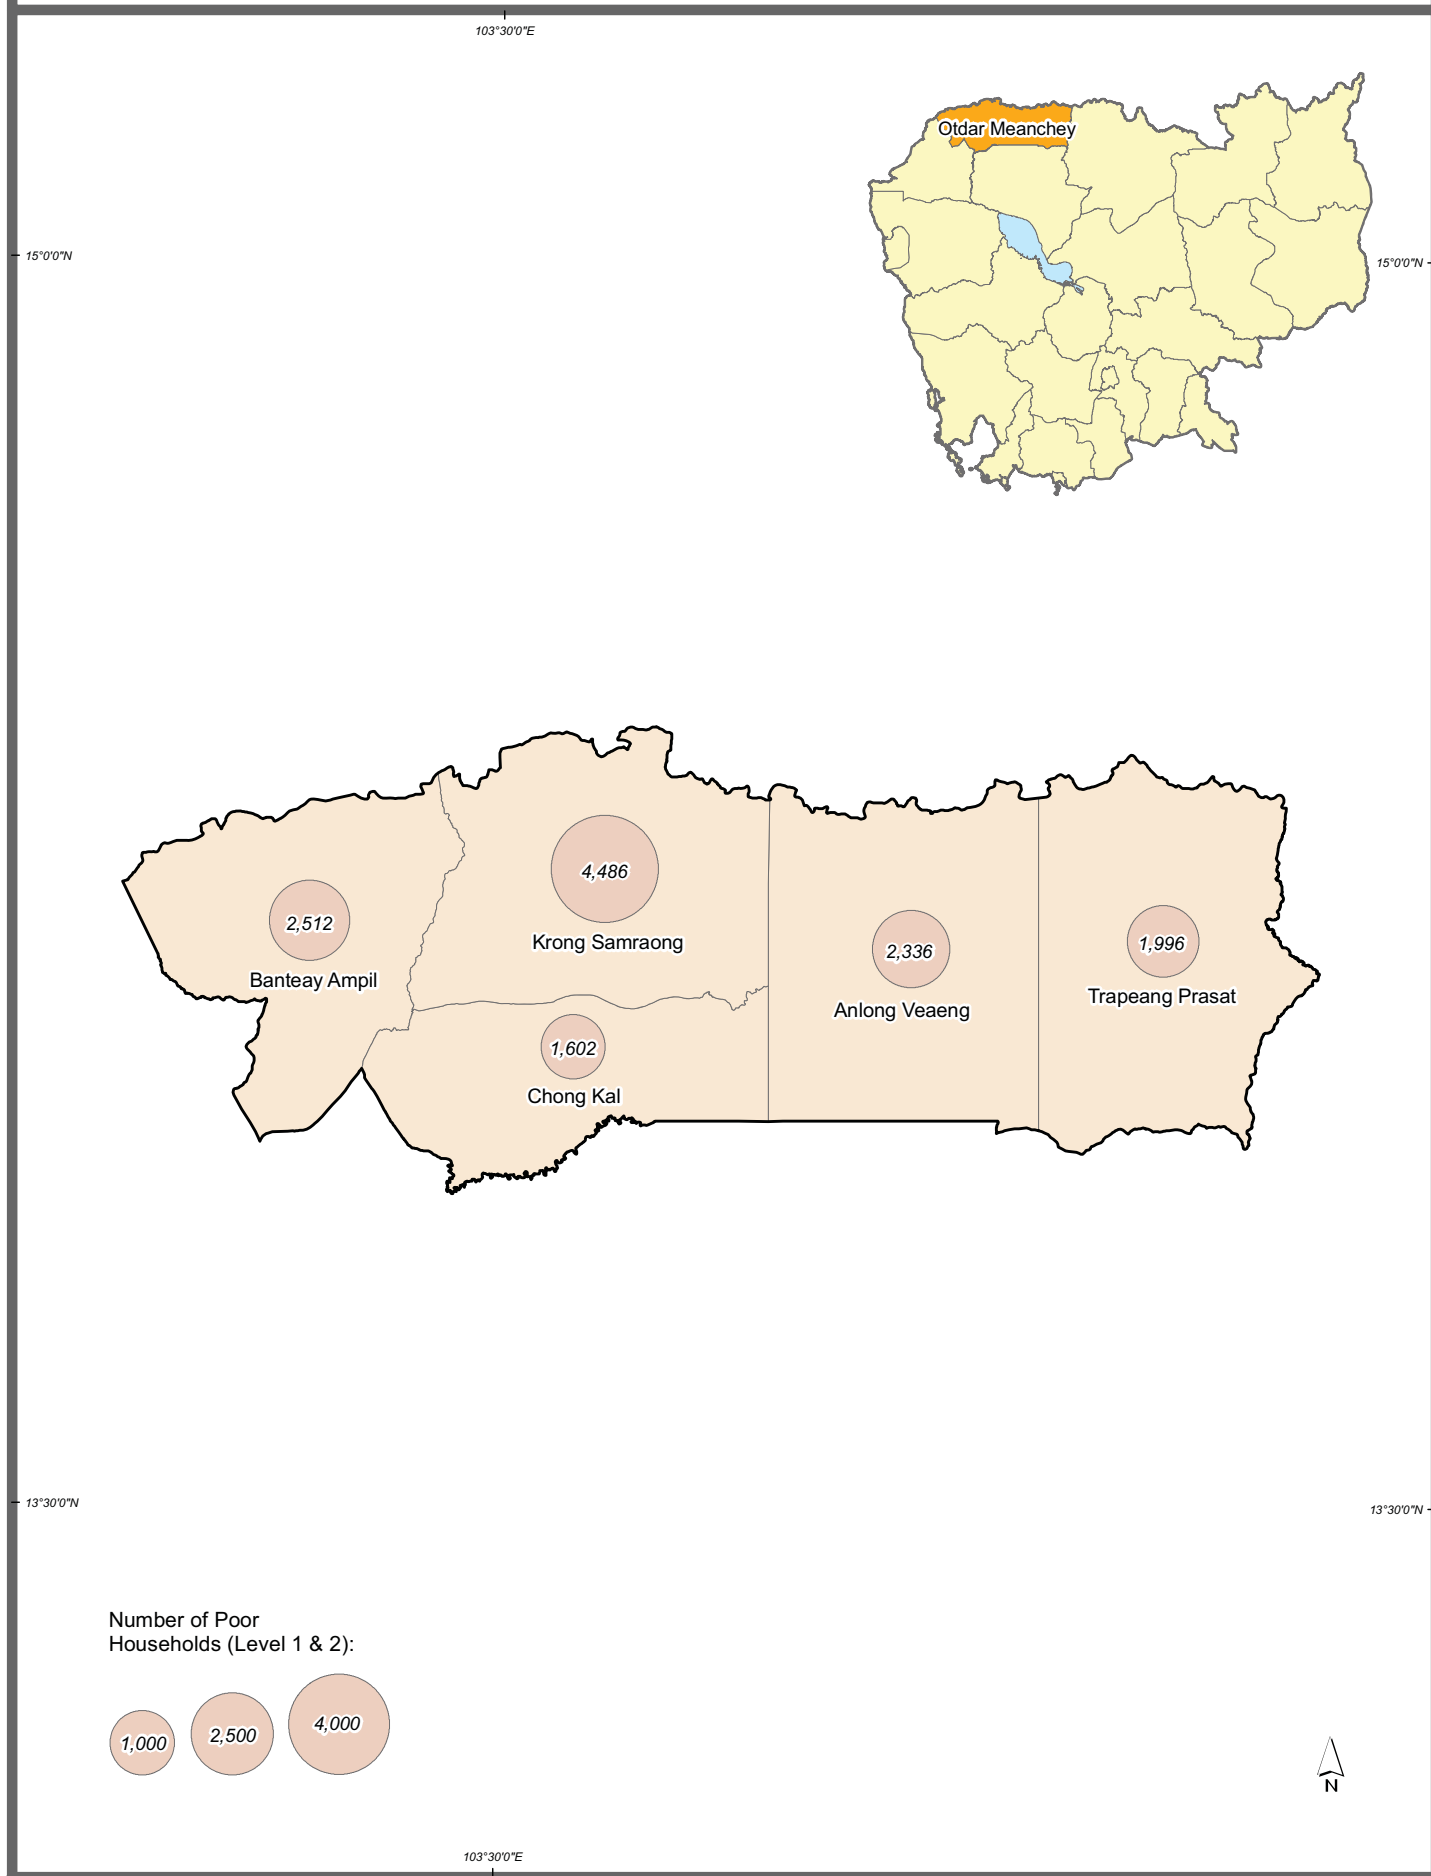 103°30'0"E
Otdar Meanchey
15°0'0"N
15°0'0"N
4,486
Krong Samraong
2,512
Banteay Ampil
2,336
Anlong Veaeng
1,996
Trapeang Prasat
1,602
Chong Kal
13°30'0"N
13°30'0"N
Number of Poor
Households (Level 1 & 2):
1,000
2,500
4,000
N
103°30'0"E